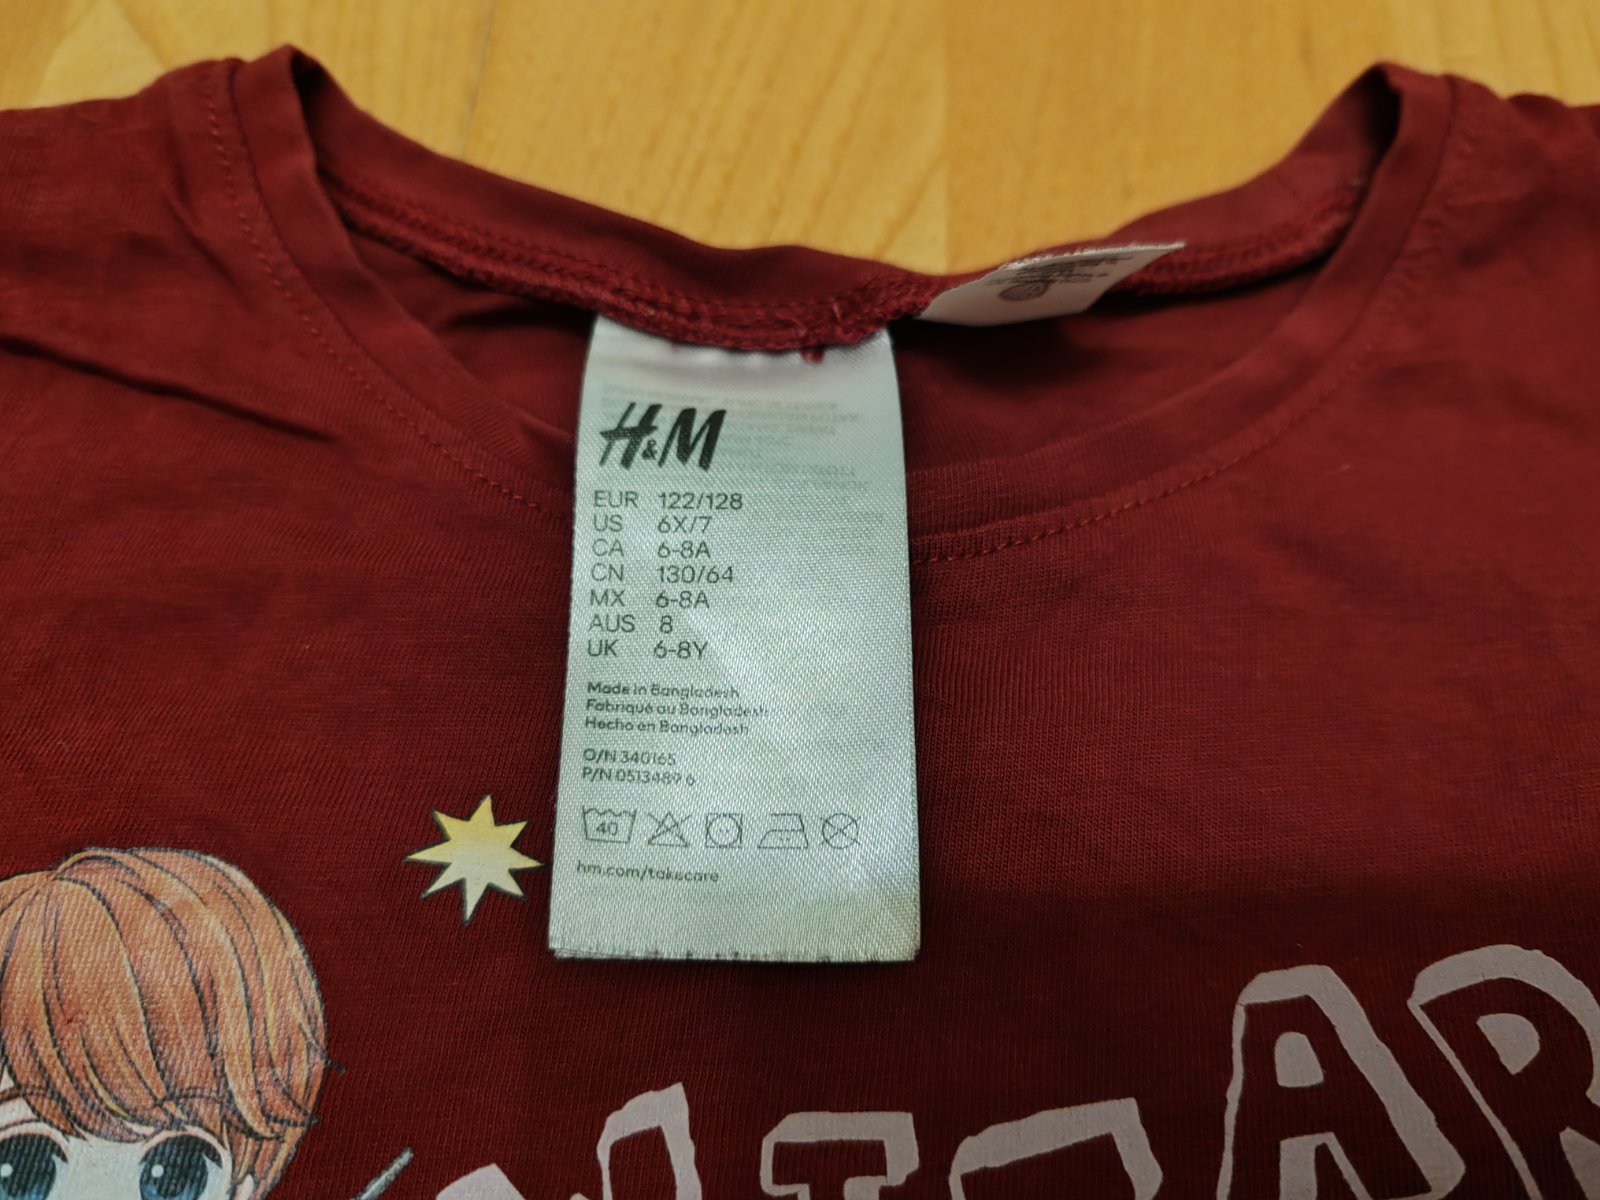 H&M
EUR 122/128
US 6X/7
CA 6-8A
CN 130/64
MX 6-8A
AUS 8
UK 6-8Y
Made in Bangladesh
Fabriqué au Bangladesh
Hecho en Bangladesh
O/N 340165
P/N 0513489 6
40
hm.com/takecare
WIZAR